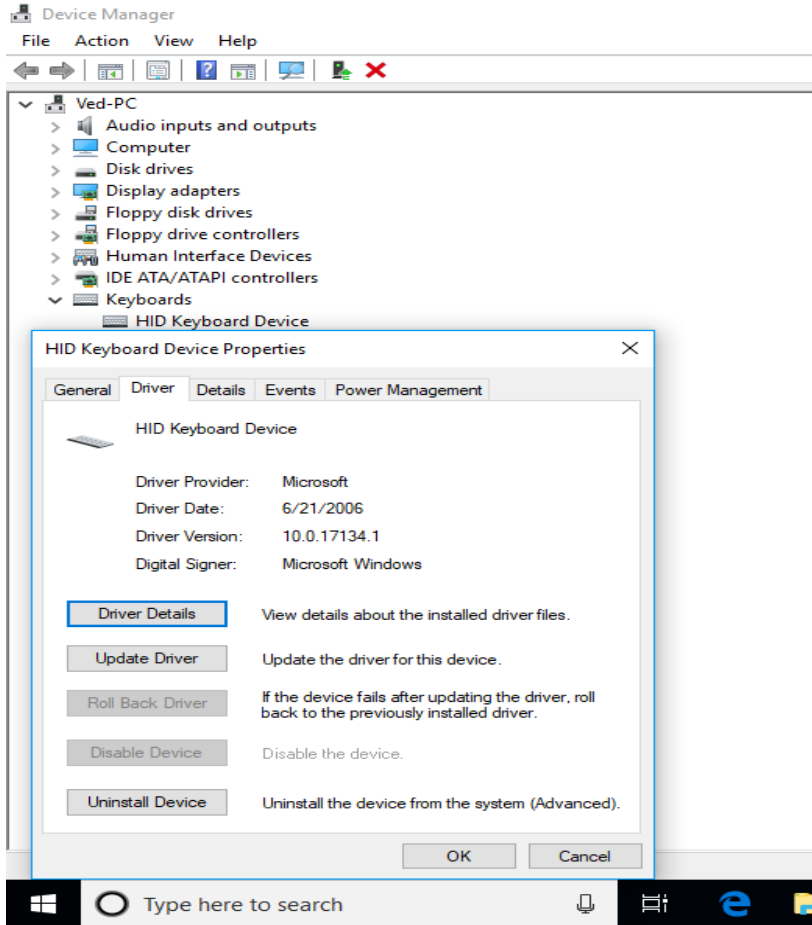 Device Manager
File Action View Help
Ved-PC
Audio inputs and outputs
Computer
Disk drives
Display adapters
Floppy disk drives
Floppy drive controllers
Human Interface Devices
IDE ATA/ATAPI controllers
Keyboards
HID Keyboard Device
HID Keyboard Device Properties
General Driver Details Events Power Management
HID Keyboard Device
Driver Provider: Microsoft
Driver Date: 6/21/2006
Driver Version: 10.0.17134.1
Digital Signer: Microsoft Windows
Driver Details View details about the installed driver files.
Update Driver Update the driver for this device.
Roll Back Driver If the device fails after updating the driver, roll
back to the previously installed driver.
Disable Device Disable the device.
Uninstall Device Uninstall the device from the system (Advanced).
OK Cancel
Type here to search